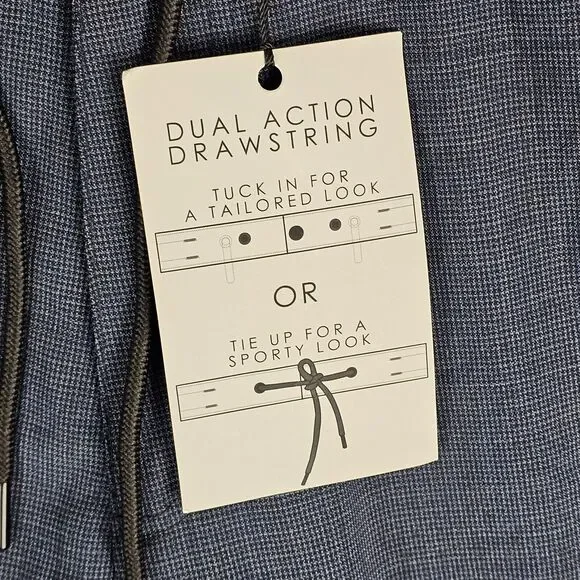 DUAL ACTION
DRAWSTRING
TUCK IN FOR
A TAILORED LOOK
OR
TIE UP FOR A
SPORTY LOOK